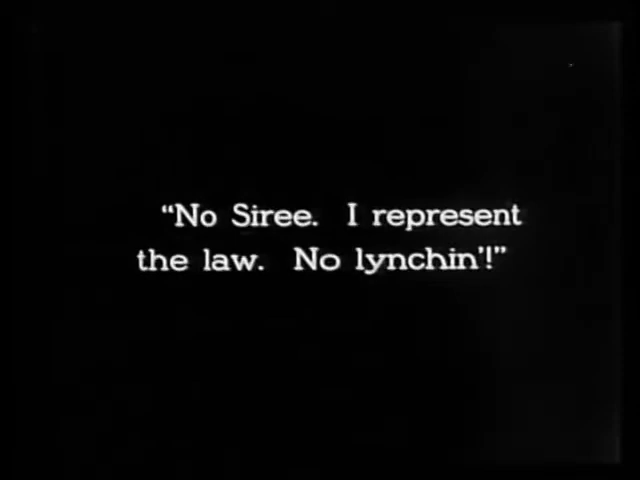 “No Siree. I represent
the law. No lynchin'!”